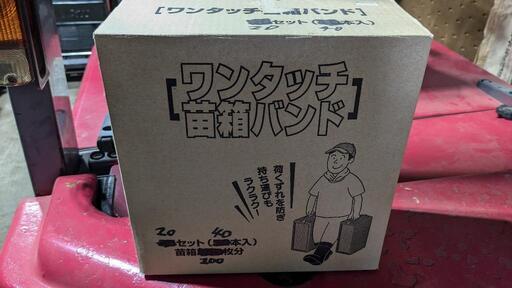 [ワンタッチ苗箱バンド]
セット(本入)
20 40
[ワンタッチ
苗箱バンド]
荷くずれを防ぎ
持ち運びも
ラクラク!
20 40
セット(本入)
苗箱枚分
200